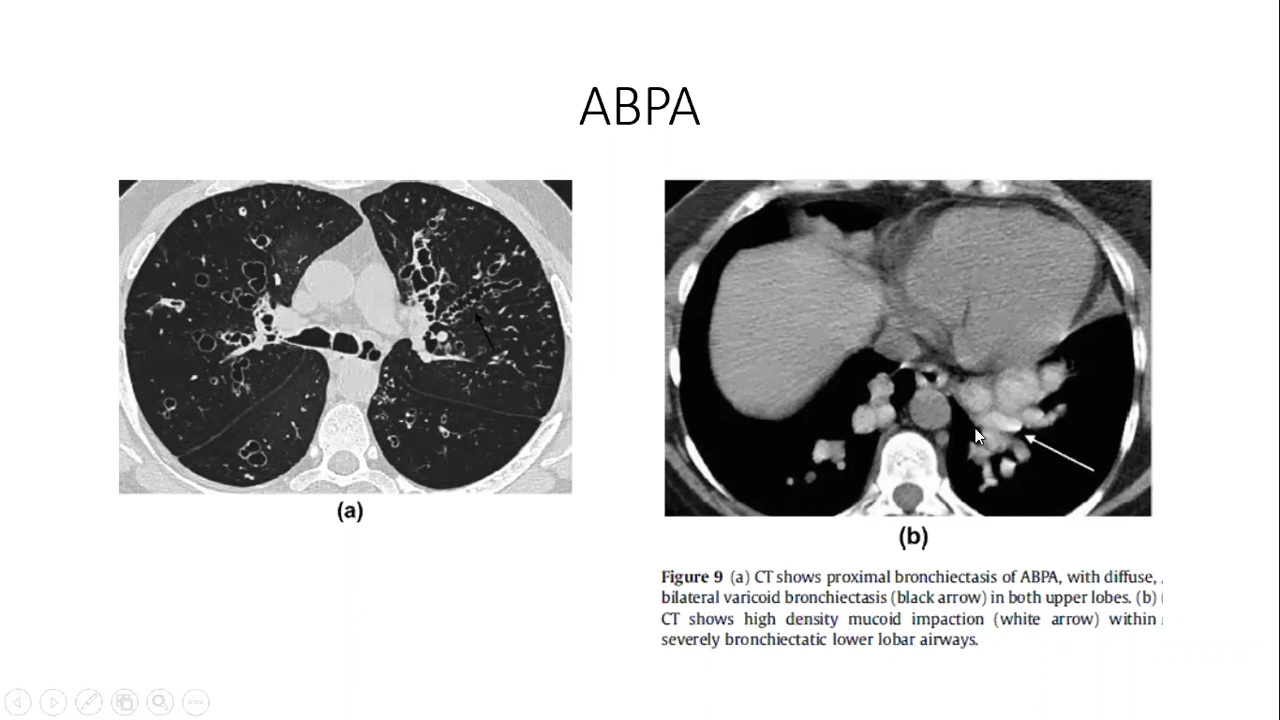 ABPA
(a)
(b)
Figure 9 (a) CT shows proximal bronchiectasis of ABPA, with diffuse,
bilateral varicoid bronchiectasis (black arrow) in both upper lobes. (b)
CT shows high density mucoid impaction (white arrow) within
severely bronchiectatic lower lobar airways.